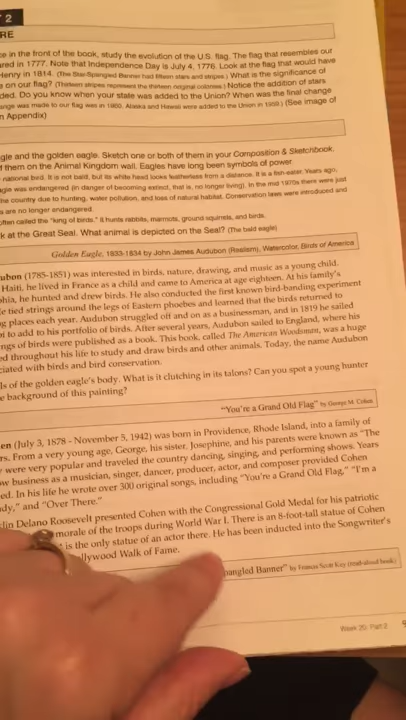 2
RE
e in the front of the book, study the evolution of the U.S. flag. The flag that resembles our
red in 1777. Note that Independence Day is July 4, 1776. Look at the flag that would have
Henry in 1814. (The Star-Spangled Banner had fifteen stars and stripes.) What is the significance of
s on our flag? (Thirteen stripes represent the thirteen original colonies.) Notice the addition of stars
ded. Do you know when your state was added to the Union? When was the final change
ange was made to our flag was in 1960. Alaska and Hawaii were added to the Union in 1959.) (See image of
n Appendix)
gle and the golden eagle. Sketch one or both of them in your Composition & Sketchbook.
them on the Animal Kingdom wall. Eagles have long been symbols of power.
national bird. It is not bald, but its white head looks featherless from a distance. It is a fish-eater. Years ago,
gle was endangered (in danger of becoming extinct, that is, no longer living). In the mid 1970s there were just
he country due to hunting, water pollution, and loss of natural habitat. Conservation laws were introduced and
s are no longer endangered.
often called the "king of birds." It hunts rabbits, marmots, ground squirrels, and birds.
k at the Great Seal. What animal is depicted on the Seal? (The bald eagle)
Golden Eagle, 1833-1834 by John James Audubon (Realism), Watercolor, Birds of America
ubon (1785-1851) was interested in birds, nature, drawing, and music as a young child.
Haiti, he lived in France as a child and came to America at age eighteen. At his family's
phia, he hunted and drew birds. He also conducted the first known bird-banding experiment
e tied strings around the legs of Eastern phoebes and learned that the birds returned to
g places each year. Audubon struggled off and on as a businessman, and in 1819 he sailed
pi to add to his portfolio of birds. After several years, Audubon sailed to England, where his
ngs of birds were published as a book. This book, called The American Woodsman, was a huge
ed throughout his life to study and draw birds and other animals. Today, the name Audubon
ciated with birds and bird conservation.
ls of the golden eagle's body. What is it clutching in its talons? Can you spot a young hunter
e background of this painting?
"You're a Grand Old Flag" by George M. Cohan
en (July 3, 1878 - November 5, 1942) was born in Providence, Rhode Island, into a family of
rs. From a very young age, George, his sister, Josephine, and his parents were known as "The
were very popular and traveled the country dancing, singing, and performing shows. Years
w business as a musician, singer, dancer, producer, actor, and composer provided Cohen
ed. In his life he wrote over 300 original songs, including "You're a Grand Old Flag," "I'm a
dy," and "Over There."
lin Delano Roosevelt presented Cohen with the Congressional Gold Medal for his patriotic
morale of the troops during World War I. There is an 8-foot-tall statue of Cohen
is the only statue of an actor there. He has been inducted into the Songwriter's
llywood Walk of Fame.
pangled Banner" by Francis Scott Key (read-aloud book)
Week 20: Part 2